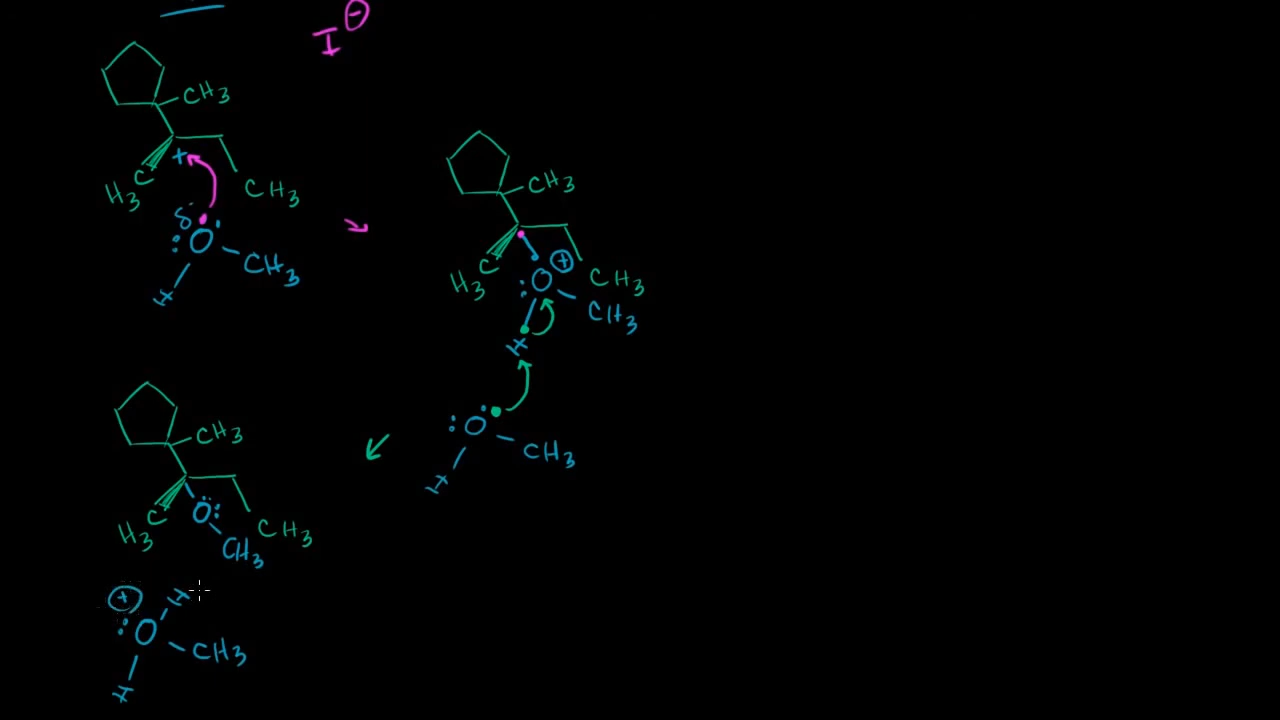 I ⊖
CH3
+
H3C
CH3
δ-
:O
CH3
H
CH3
H3C
CH3
:O ⊕
CH3
H
:O
CH3
H
CH3
H3C
O:
CH3
CH3
⊕
H
:O
CH3
H